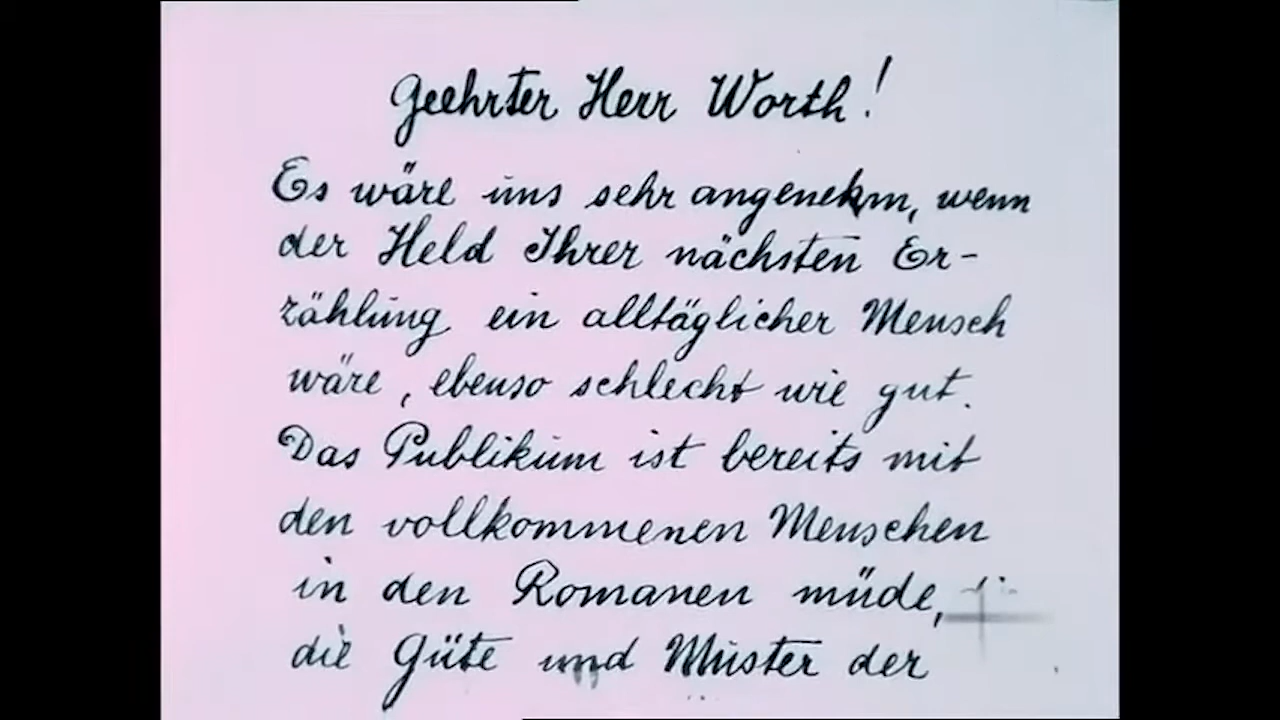 Geehrter Herr Worth!
Es wäre uns sehr angenehm, wenn
der Held Ihrer nächsten Er-
zählung ein alltäglicher Mensch
wäre, ebenso schlecht wie gut.
Das Publikum ist bereits mit
den vollkommenen Menschen
in den Romanen müde,
die Güte und Muster der